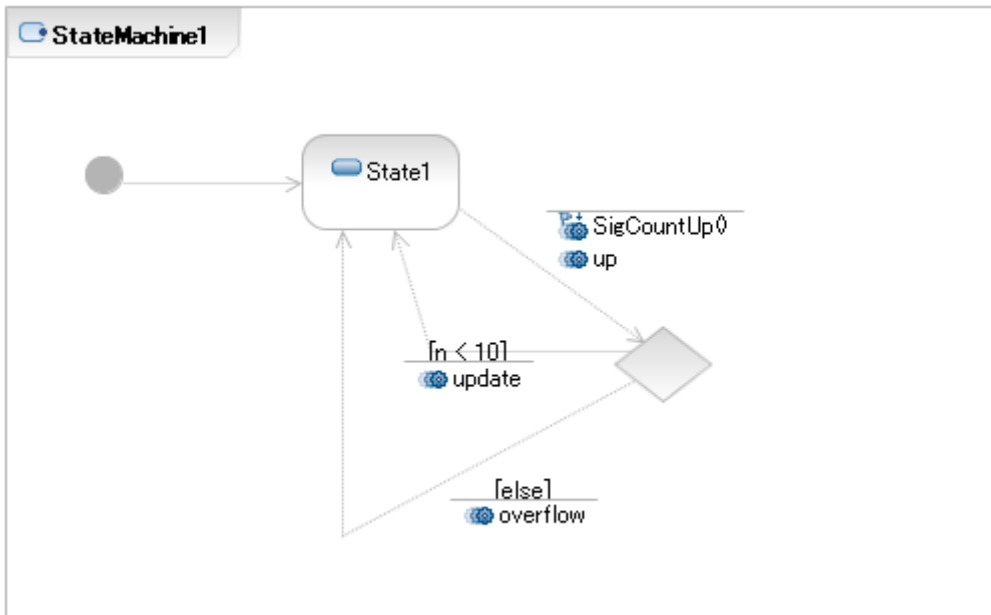 StateMachine1
State1
SigCountUp()
up
[n < 10]
update
[else]
overflow